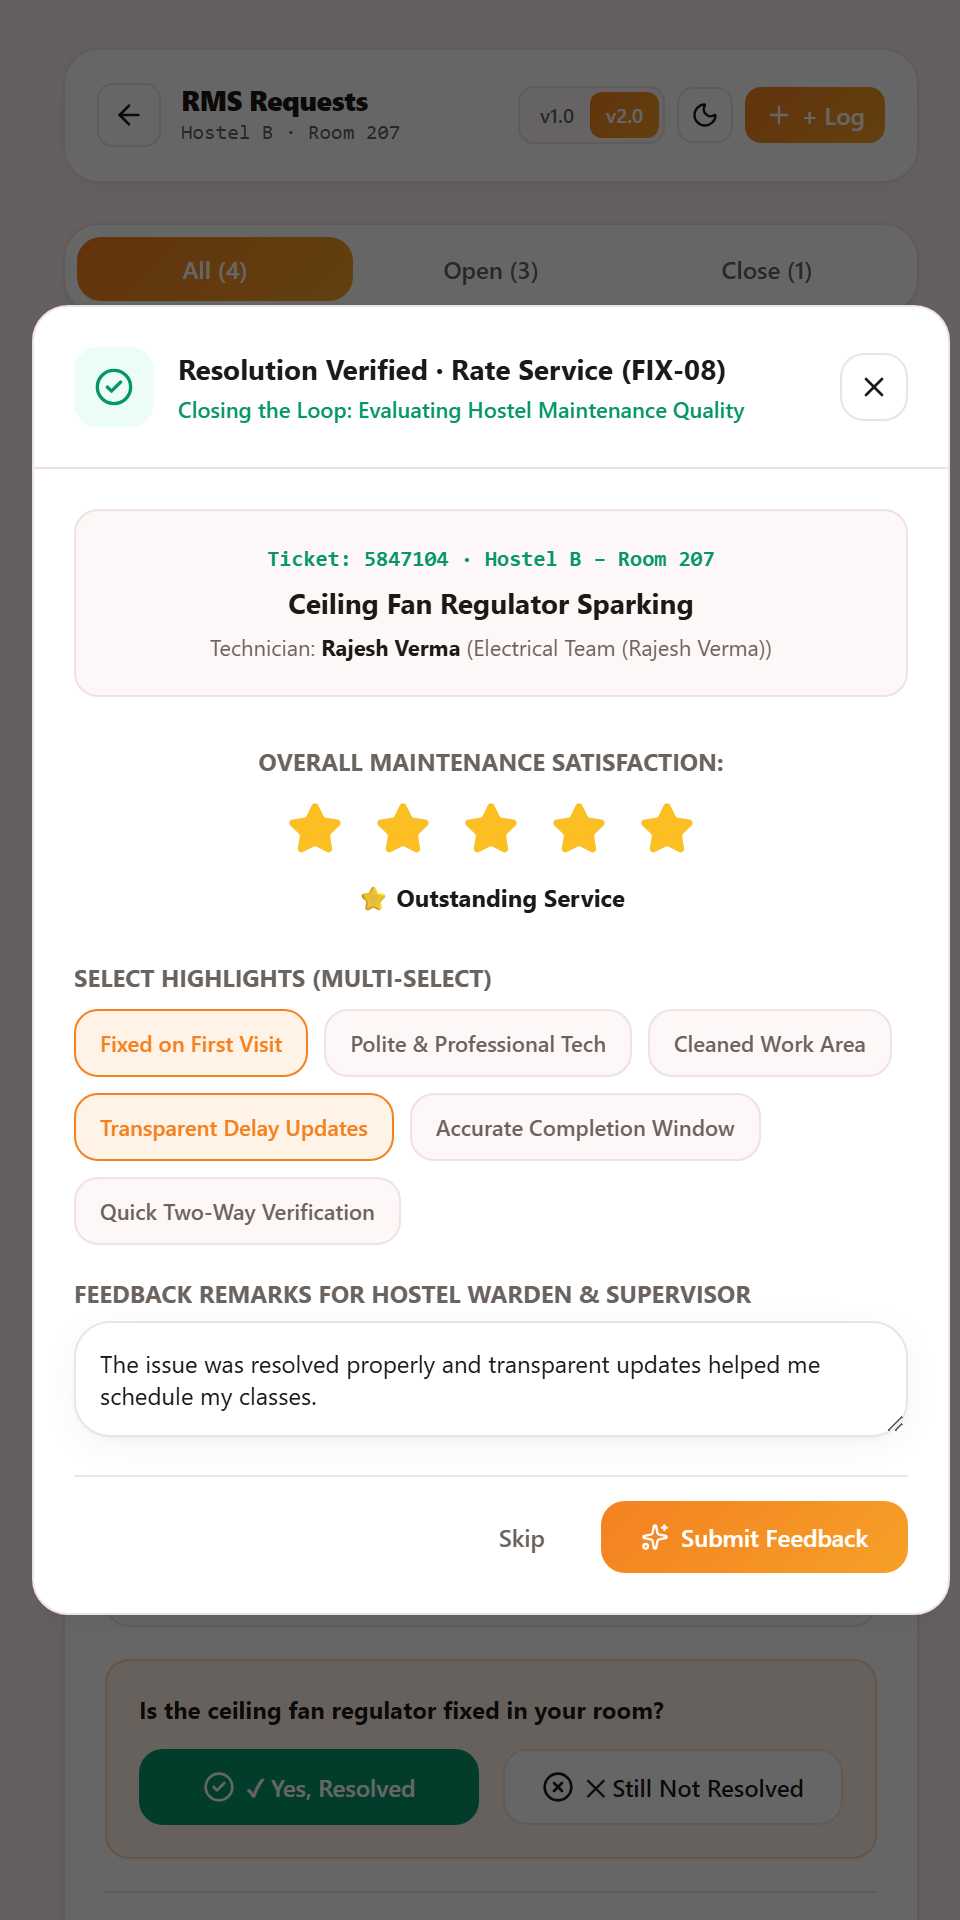 RMS Requests
Hostel B · Room 207
v1.0
v2.0
+ Log
All (4)
Open (3)
Close (1)
Resolution Verified · Rate Service (FIX-08)
Closing the Loop: Evaluating Hostel Maintenance Quality
Ticket: 5847104 · Hostel B – Room 207
Ceiling Fan Regulator Sparking
Technician: Rajesh Verma (Electrical Team (Rajesh Verma))
OVERALL MAINTENANCE SATISFACTION:
⭐ Outstanding Service
SELECT HIGHLIGHTS (MULTI-SELECT)
Fixed on First Visit
Polite & Professional Tech
Cleaned Work Area
Transparent Delay Updates
Accurate Completion Window
Quick Two-Way Verification
FEEDBACK REMARKS FOR HOSTEL WARDEN & SUPERVISOR
The issue was resolved properly and transparent updates helped me
schedule my classes.
Skip
Submit Feedback
Is the ceiling fan regulator fixed in your room?
✓ Yes, Resolved
✕ Still Not Resolved